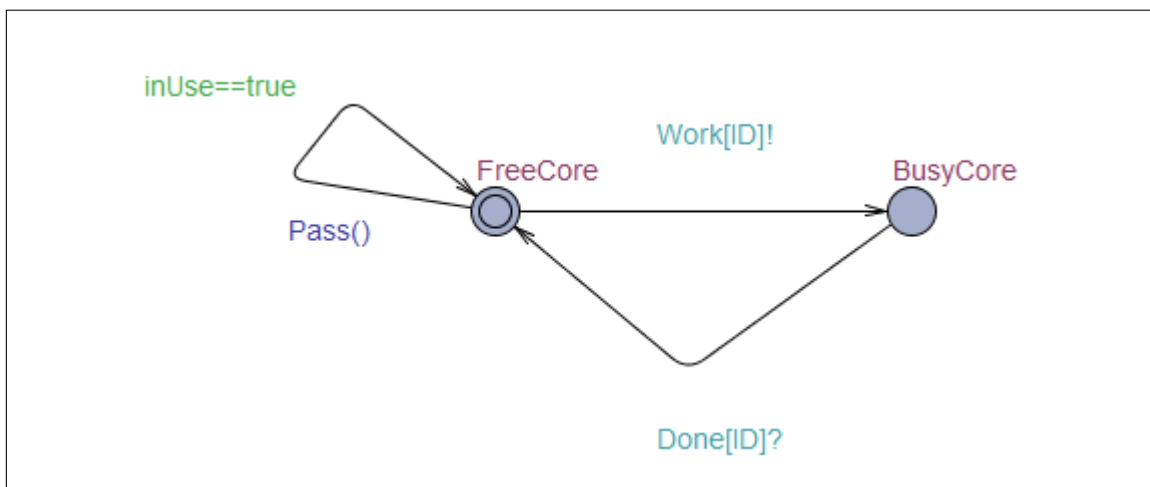 inUse==true
Work[ID]!
FreeCore
BusyCore
Pass()
Done[ID]?